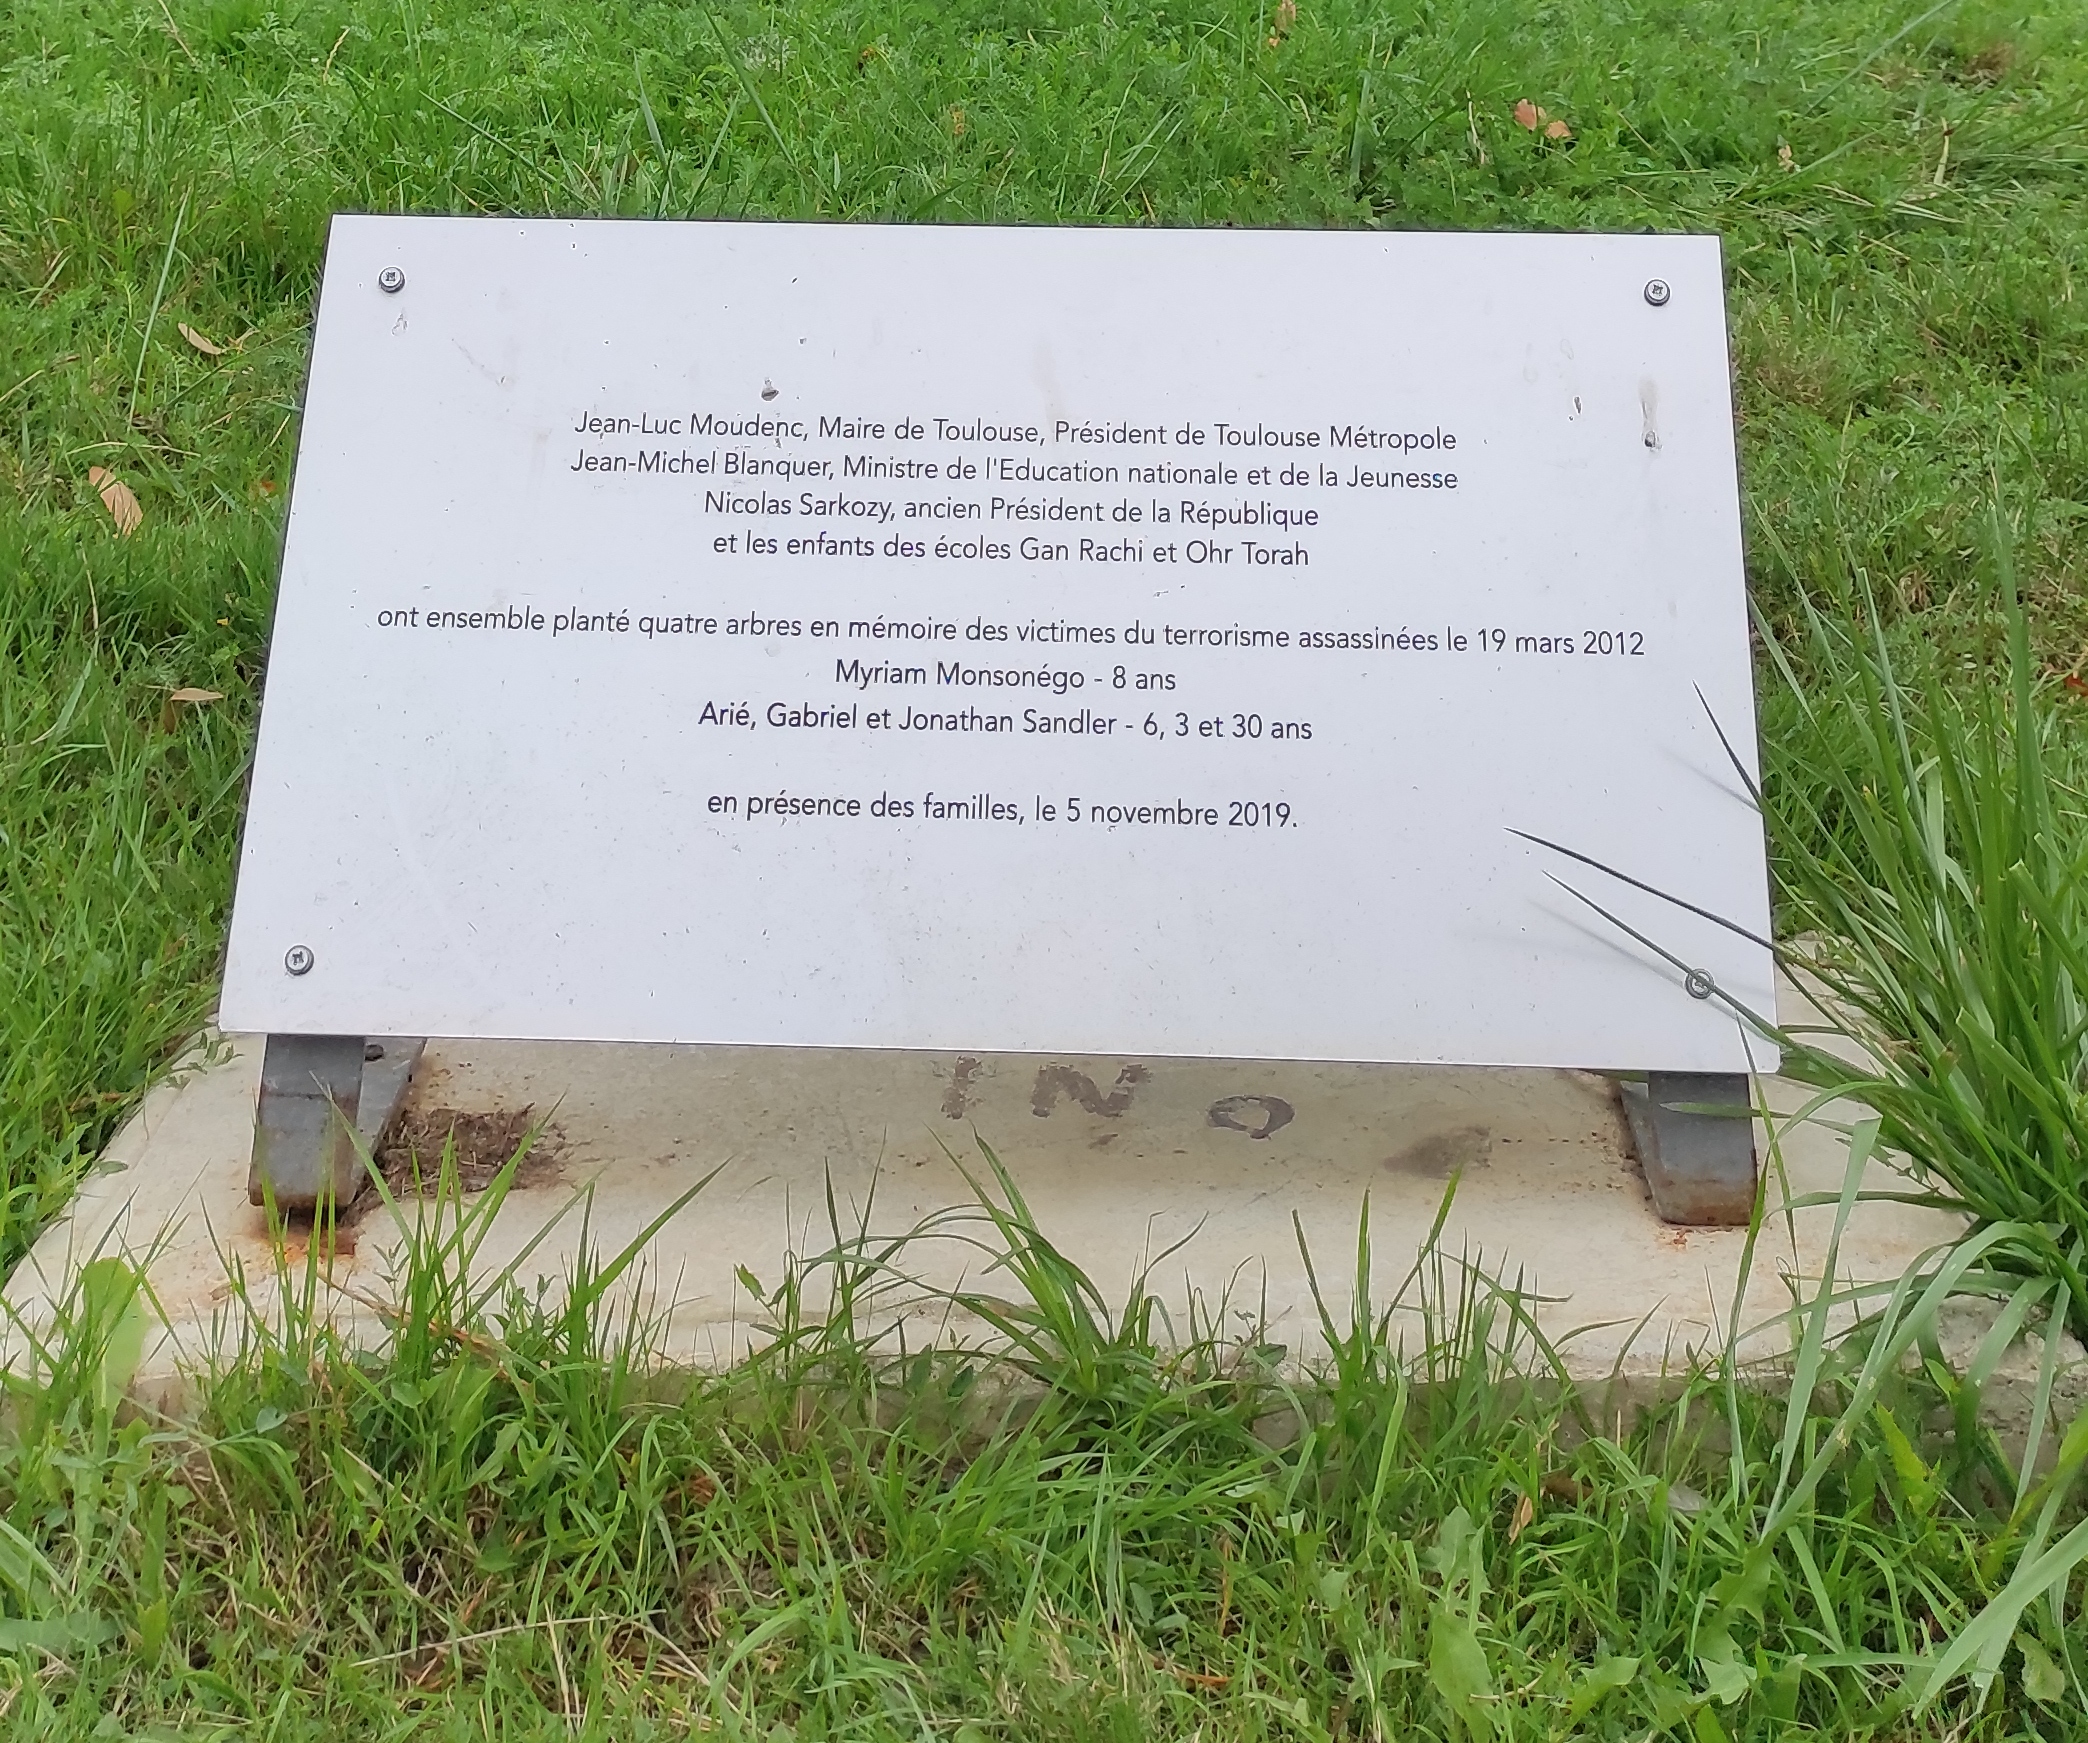 Jean-Luc Moudenc, Maire de Toulouse, Président de Toulouse Métropole
Jean-Michel Blanquer, Ministre de l'Education nationale et de la Jeunesse
Nicolas Sarkozy, ancien Président de la République
et les enfants des écoles Gan Rachi et Ohr Torah
ont ensemble planté quatre arbres en mémoire des victimes du terrorisme assassinées le 19 mars 2012
Myriam Monsonégo - 8 ans
Arié, Gabriel et Jonathan Sandler - 6, 3 et 30 ans
en présence des familles, le 5 novembre 2019.